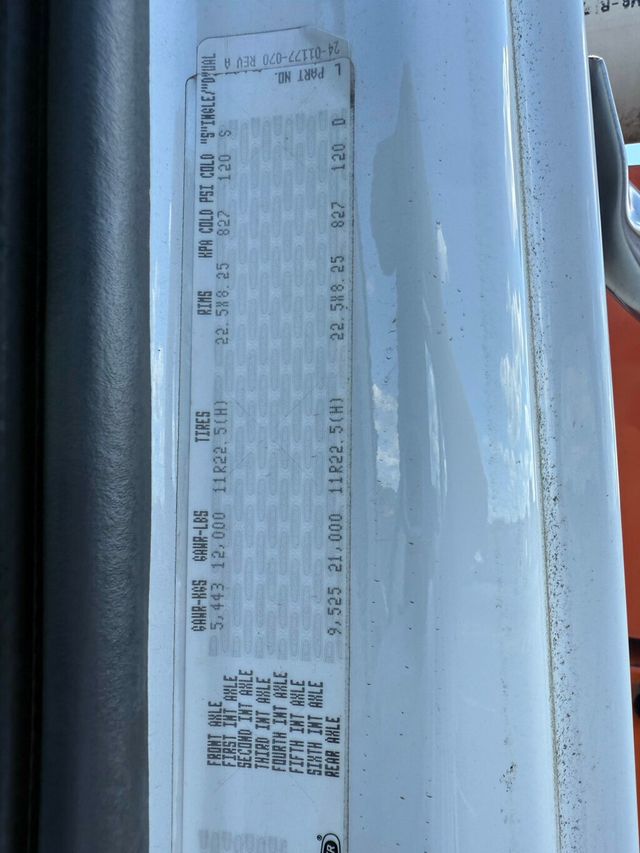 GAWR-KGS GAWR-LBS TIRES RIMS KPA COLD PSI COLD "S"INGLE/"D"UAL
FRONT AXLE 5,443 12,000 11R22.5(H) 22.5X8.25 827 120 S
FIRST INT AXLE
SECOND INT AXLE
THIRD INT AXLE
FOURTH INT AXLE
FIFTH INT AXLE
SIXTH INT AXLE
REAR AXLE 9,525 21,000 11R22.5(H) 22.5X8.25 827 120 D
L PART NO.
24-01177-070 REV A